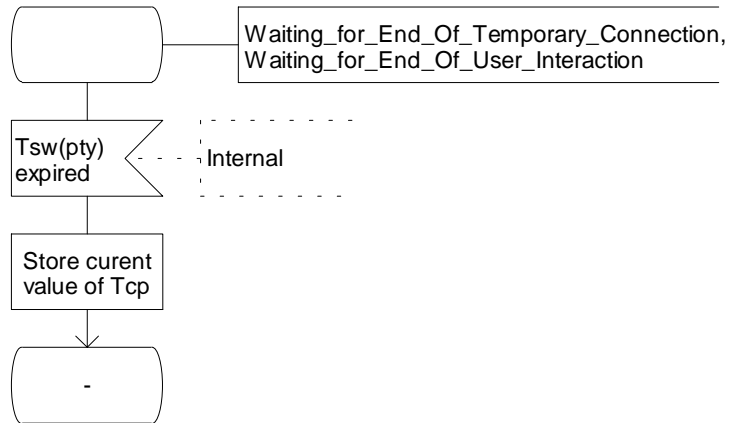 Waiting_for_End_Of_Temporary_Connection,
Waiting_for_End_Of_User_Interaction
Tsw(pty)
expired
Internal
Store curent
value of Tcp
-